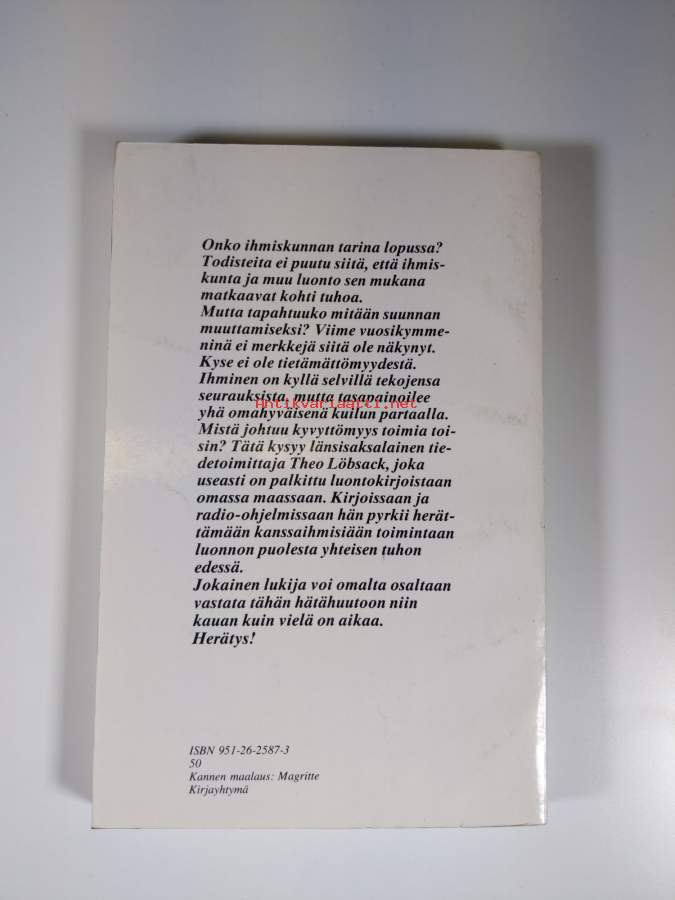 Onko ihmiskunnan tarina lopussa?
Todisteita ei puutu siitä, että ihmis-
kunta ja muu luonto sen mukana
matkaavat kohti tuhoa.
Mutta tapahtuuko mitään suunnan
muuttamiseksi? Viime vuosikymme-
ninä ei merkkejä siitä ole näkynyt.
Kyse ei ole tietämättömyydestä.
Ihminen on kyllä selvillä tekojensa
seurauksista, mutta tasapainoilee
Antikvariaatti.net
yhä omahyväisenä kuilun partaalla.
Mistä johtuu kyvyttömyys toimia toi-
sin? Tätä kysyy länsisaksalainen tie-
detoimittaja Theo Löbsack, joka
useasti on palkittu luontokirjoistaan
omassa maassaan. Kirjoissaan ja
radio-ohjelmissaan hän pyrkii herät-
tämään kanssaihmisiään toimintaan
luonnon puolesta yhteisen tuhon
edessä.
Jokainen lukija voi omalta osaltaan
vastata tähän hätähuutoon niin
kauan kuin vielä on aikaa.
Herätys!
ISBN 951-26-2587-3
50
Kannen maalaus: Magritte
Kirjayhtymä